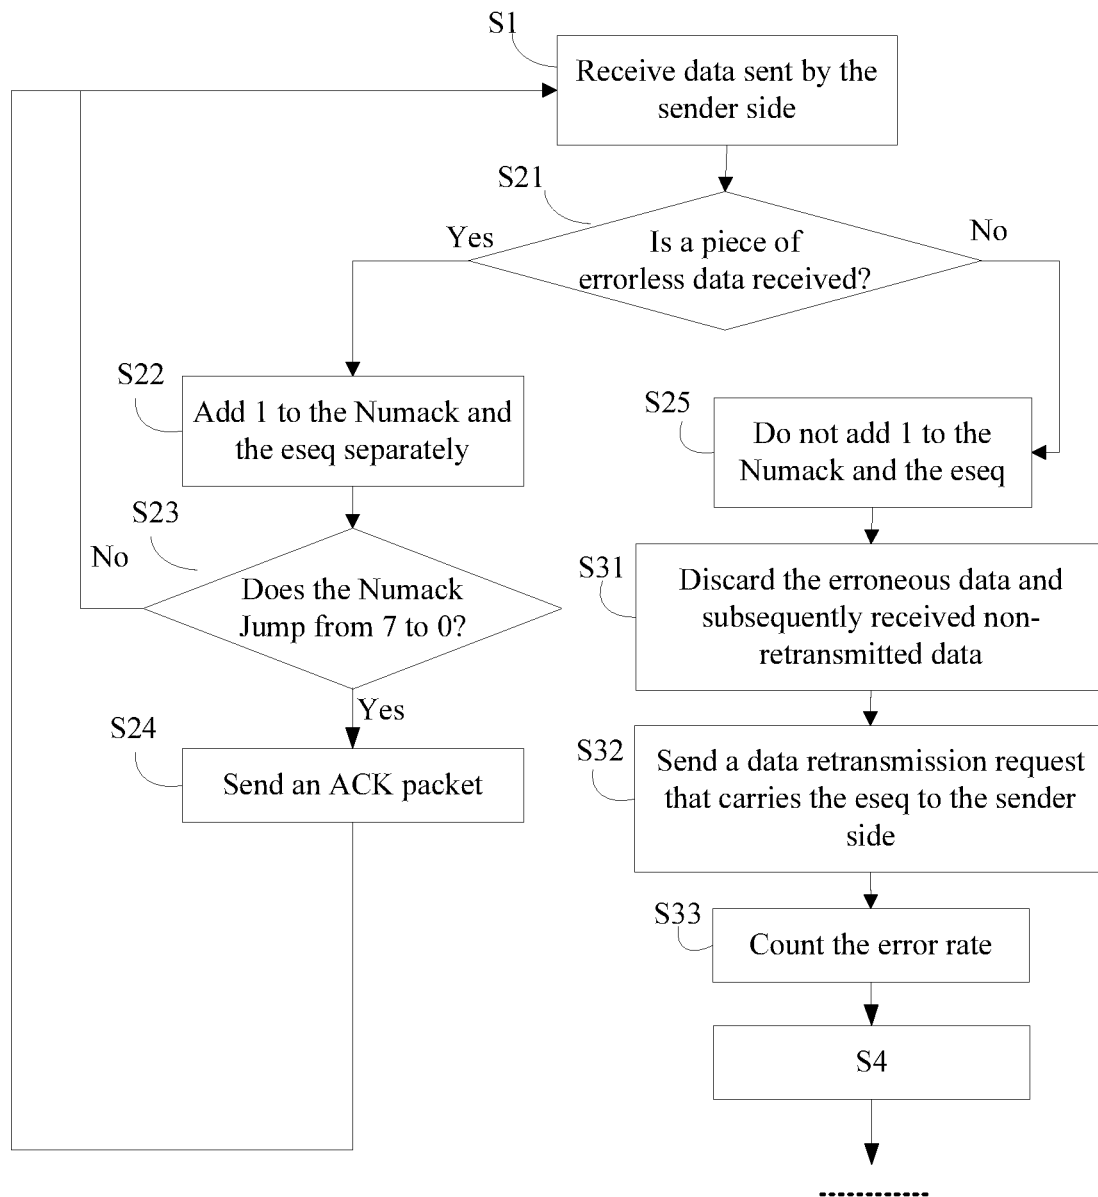 S1
Receive data sent by the
sender side
S21
Yes
Is a piece of
errorless data received?
No
S22
Add 1 to the Numack and
the eseq separately
S25
Do not add 1 to the
Numack and the eseq
S23
No
Does the Numack
Jump from 7 to 0?
S31
Discard the erroneous data and
subsequently received non-
retransmitted data
Yes
S24
Send an ACK packet
S32
Send a data retransmission request
that carries the eseq to the sender
side
S33
Count the error rate
S4